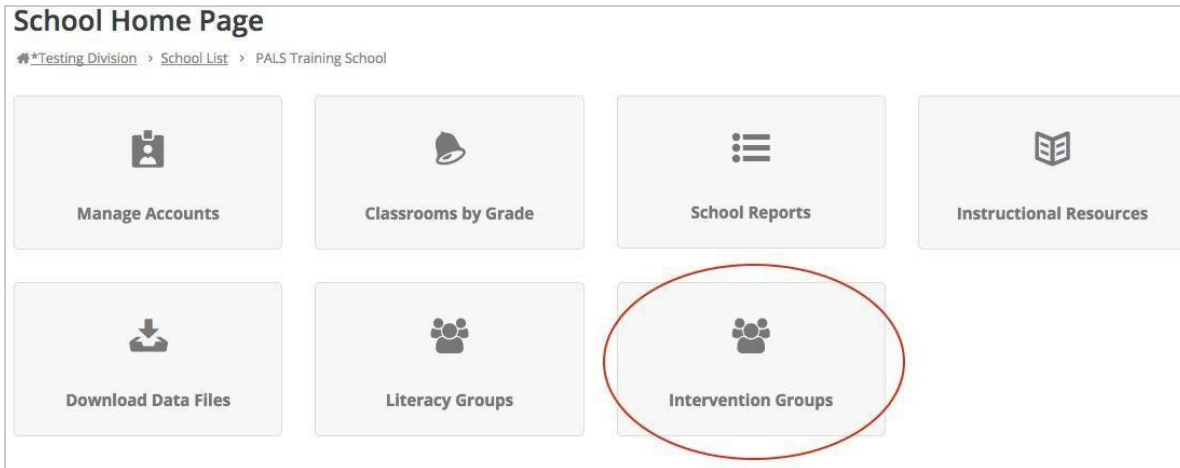 School Home Page
*Testing Division > School List > PALS Training School
Manage Accounts
Classrooms by Grade
School Reports
Instructional Resources
Download Data Files
Literacy Groups
Intervention Groups